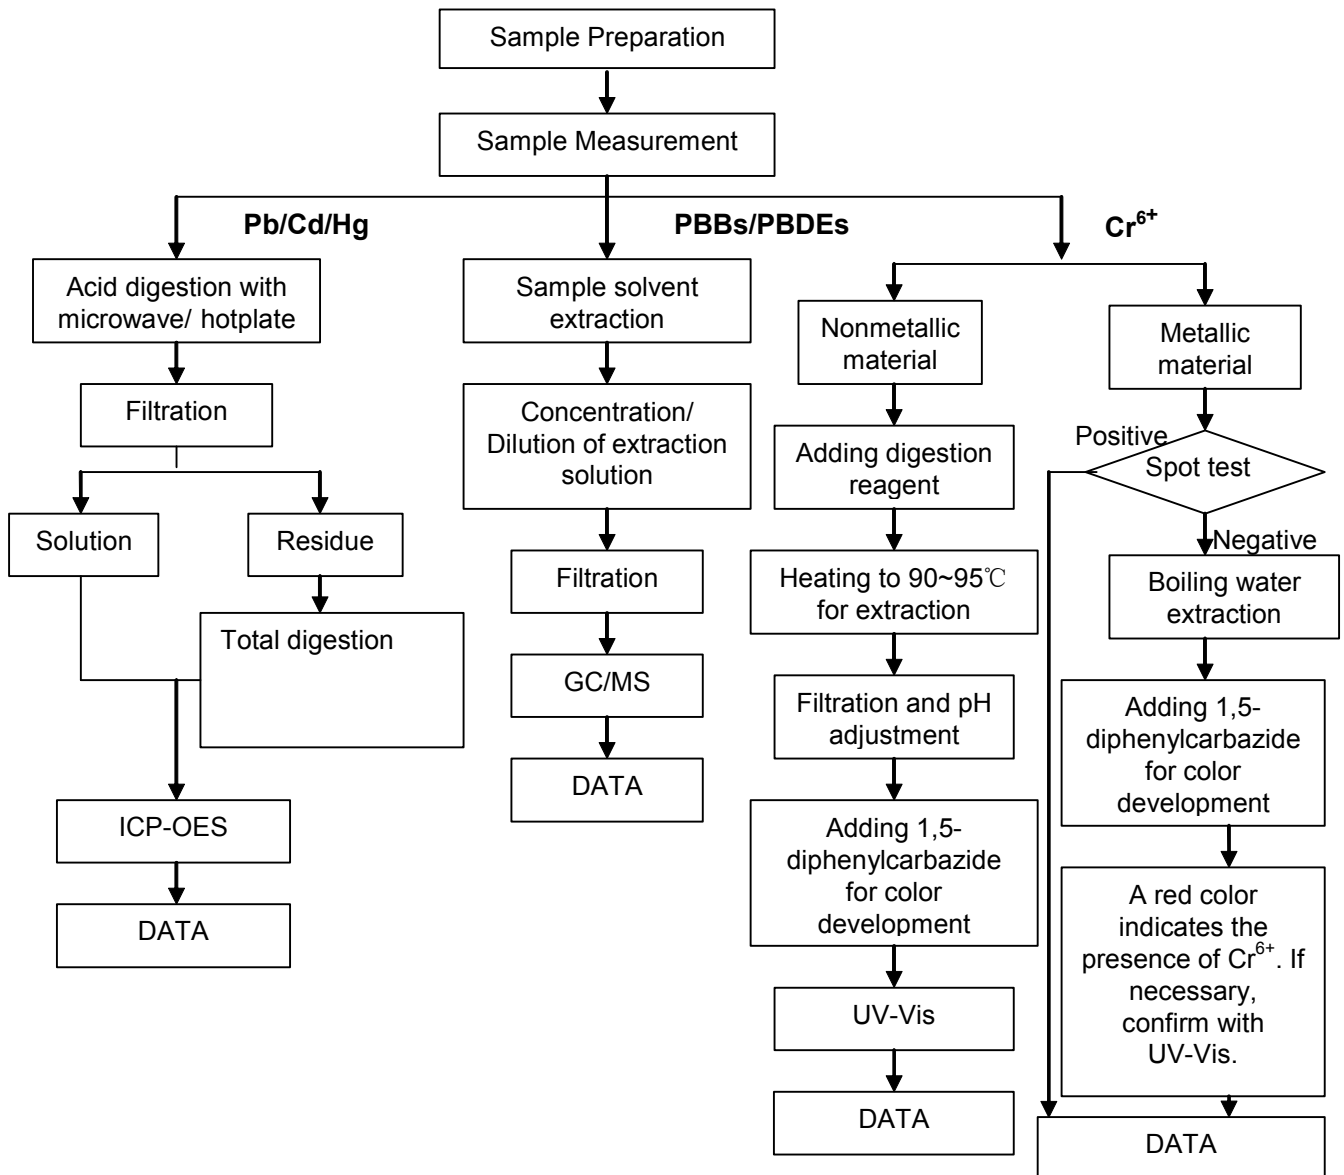 Sample Preparation
Sample Measurement
Pb/Cd/Hg
PBBs/PBDEs
Cr⁶⁺
Acid digestion with
microwave/ hotplate
Filtration
Solution
Residue
Total digestion
ICP-OES
DATA
Sample solvent
extraction
Concentration/
Dilution of extraction
solution
Filtration
GC/MS
DATA
Nonmetallic
material
Adding digestion
reagent
Heating to 90~95℃
for extraction
Filtration and pH
adjustment
Adding 1,5-
diphenylcarbazide
for color
development
UV-Vis
DATA
Metallic
material
Positive
Spot test
Negative
Boiling water
extraction
Adding 1,5-
diphenylcarbazide
for color
development
A red color
indicates the
presence of Cr⁶⁺. If
necessary,
confirm with
UV-Vis.
DATA